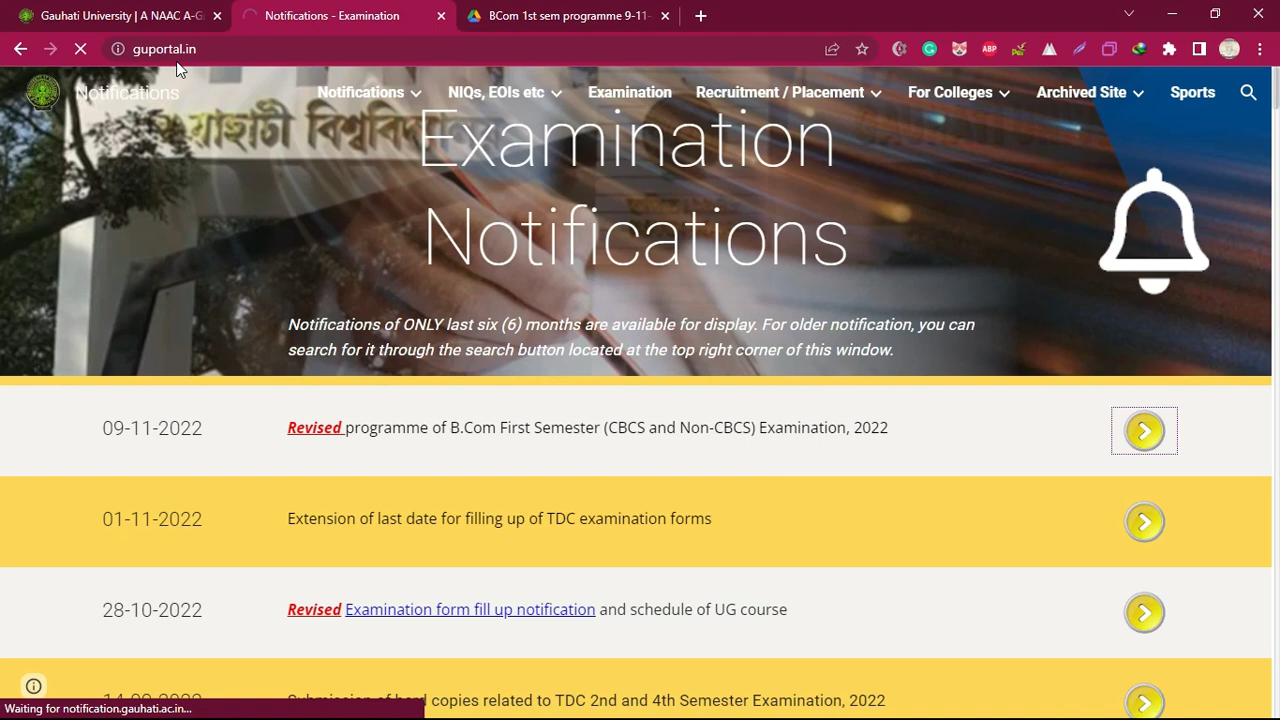 Gauhati University | A NAAC A-G
Notifications - Examination
BCom 1st sem programme 9-11-
guportal.in
ABP
Notifications
Notifications
NIQs, EOIs etc
Examination
Recruitment / Placement
For Colleges
Archived Site
Sports
Examination
Notifications
Notifications of ONLY last six (6) months are available for display. For older notification, you can
search for it through the search button located at the top right corner of this window.
09-11-2022
Revised programme of B.Com First Semester (CBCS and Non-CBCS) Examination, 2022
01-11-2022
Extension of last date for filling up of TDC examination forms
28-10-2022
Revised Examination form fill up notification and schedule of UG course
Submission of hard copies related to TDC 2nd and 4th Semester Examination, 2022
Waiting for notification.gauhati.ac.in...